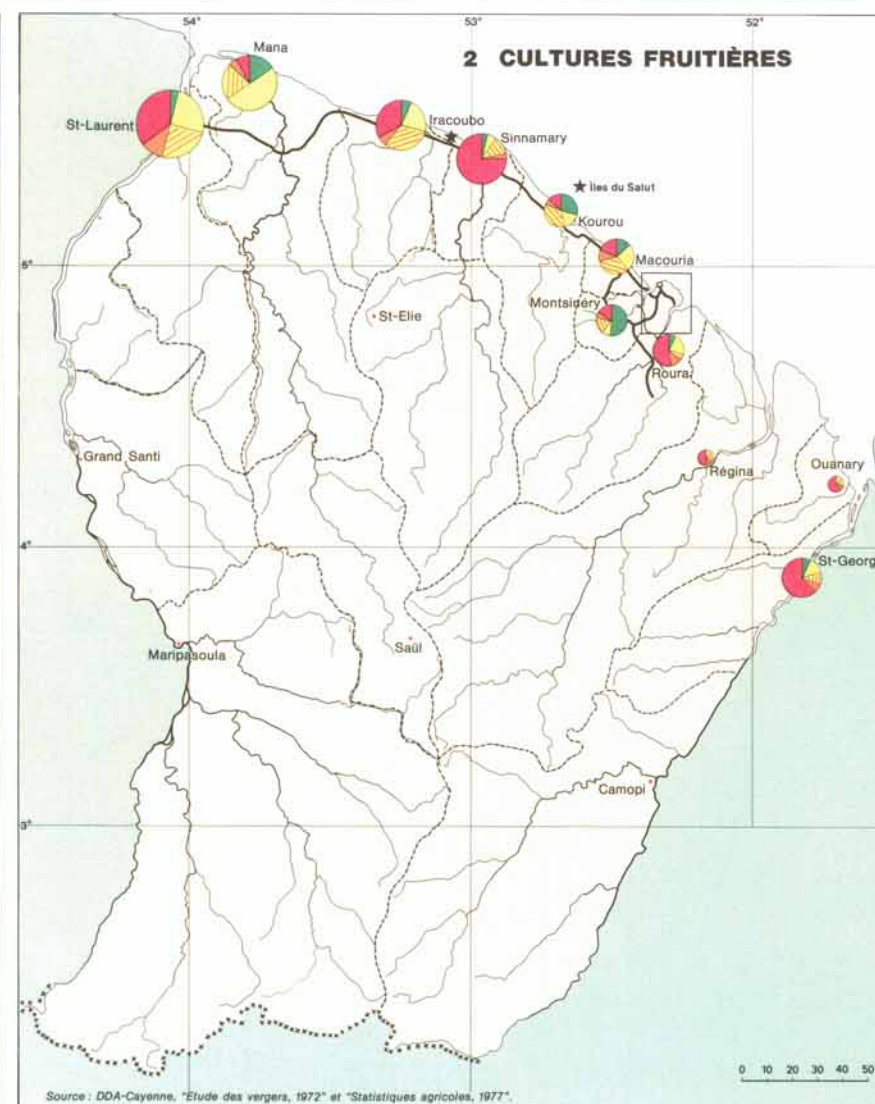 54°
53°
52°
2 CULTURES FRUITIÈRES
Mana
St-Laurent
Iracoubo
Sinnamary
Îles du Salut
Kourou
5°
Macouria
Montsinéry
St-Elie
Roura
Grand Santi
Régina
Ouanary
4°
St-Georg
Maripasoula
Saül
Camopi
3°
0 10 20 30 40 50
Source : DDA-Cayenne, "Etude des vergers, 1972" et "Statistiques agricoles, 1977".